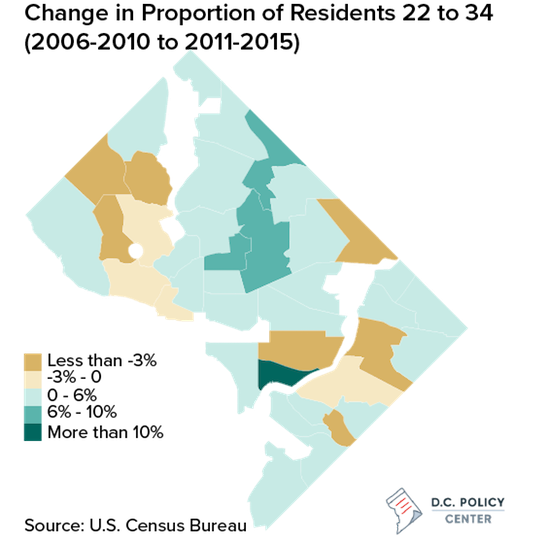 Change in Proportion of Residents 22 to 34
(2006-2010 to 2011-2015)
Less than -3%
-3% - 0
0 - 6%
6% - 10%
More than 10%
D.C. POLICY
CENTER
Source: U.S. Census Bureau